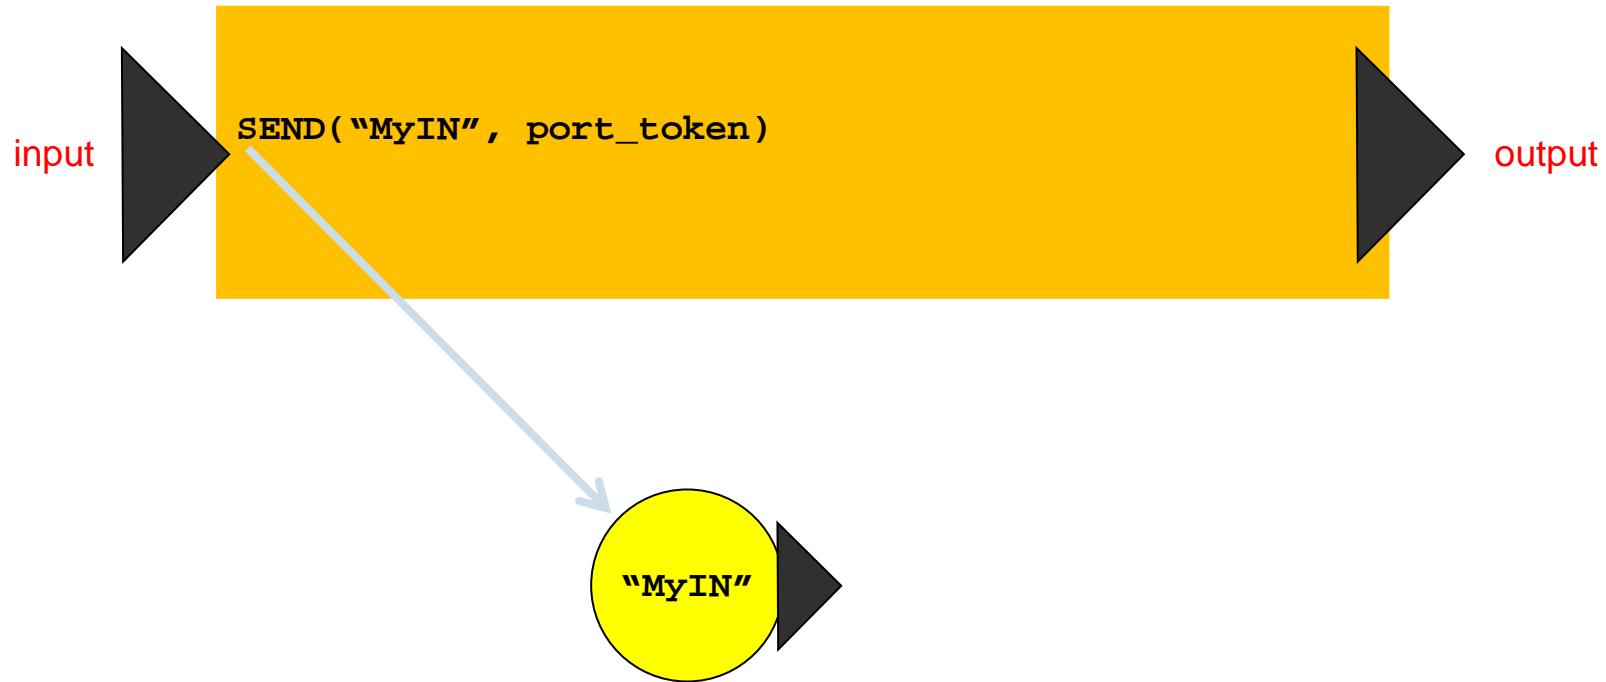 SEND(“MyIN”, port_token)
input
output
“MyIN”